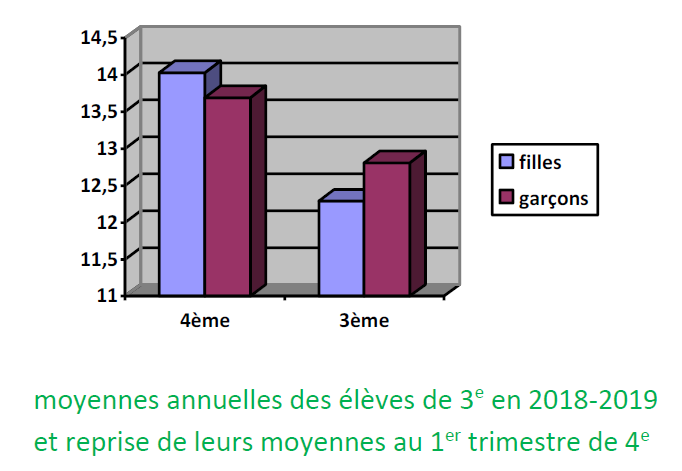 14,5
14
13,5
13
12,5
12
11,5
11
4ème 3ème
filles
garçons
moyennes annuelles des élèves de 3e en 2018-2019
et reprise de leurs moyennes au 1er trimestre de 4e